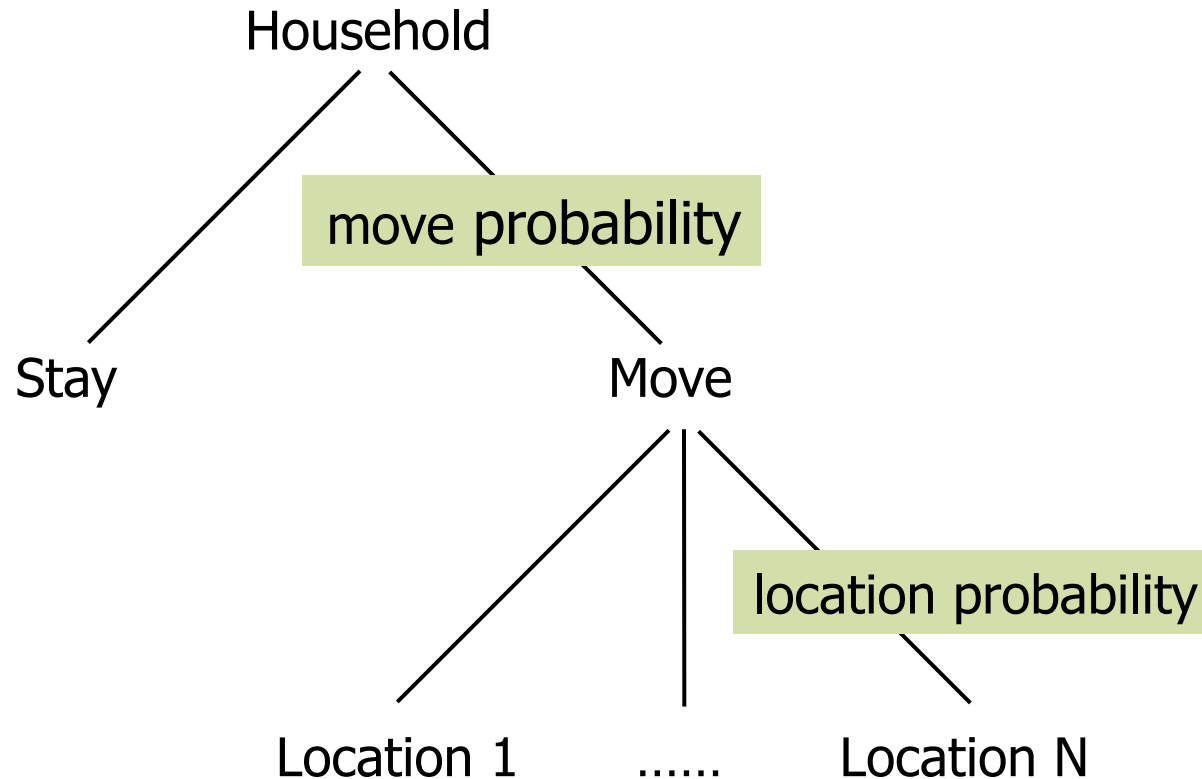 Household
move probability
Stay
Move
location probability
Location 1
......
Location N